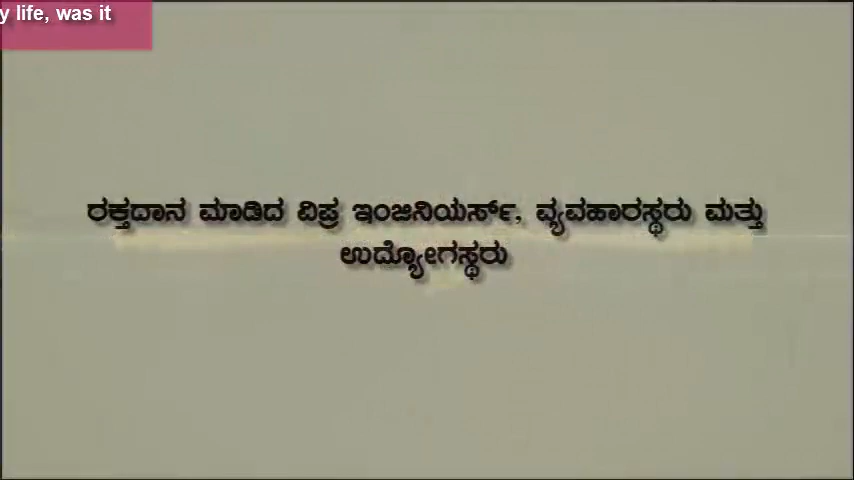 y life, was it
ರಕ್ತದಾನ ಮಾಡಿದ ವಿಪ್ರ ಇಂಜಿನಿಯರ್ಸ್, ವ್ಯವಹಾರಸ್ಥರು ಮತ್ತು
ಉದ್ಯೋಗಸ್ಥರು